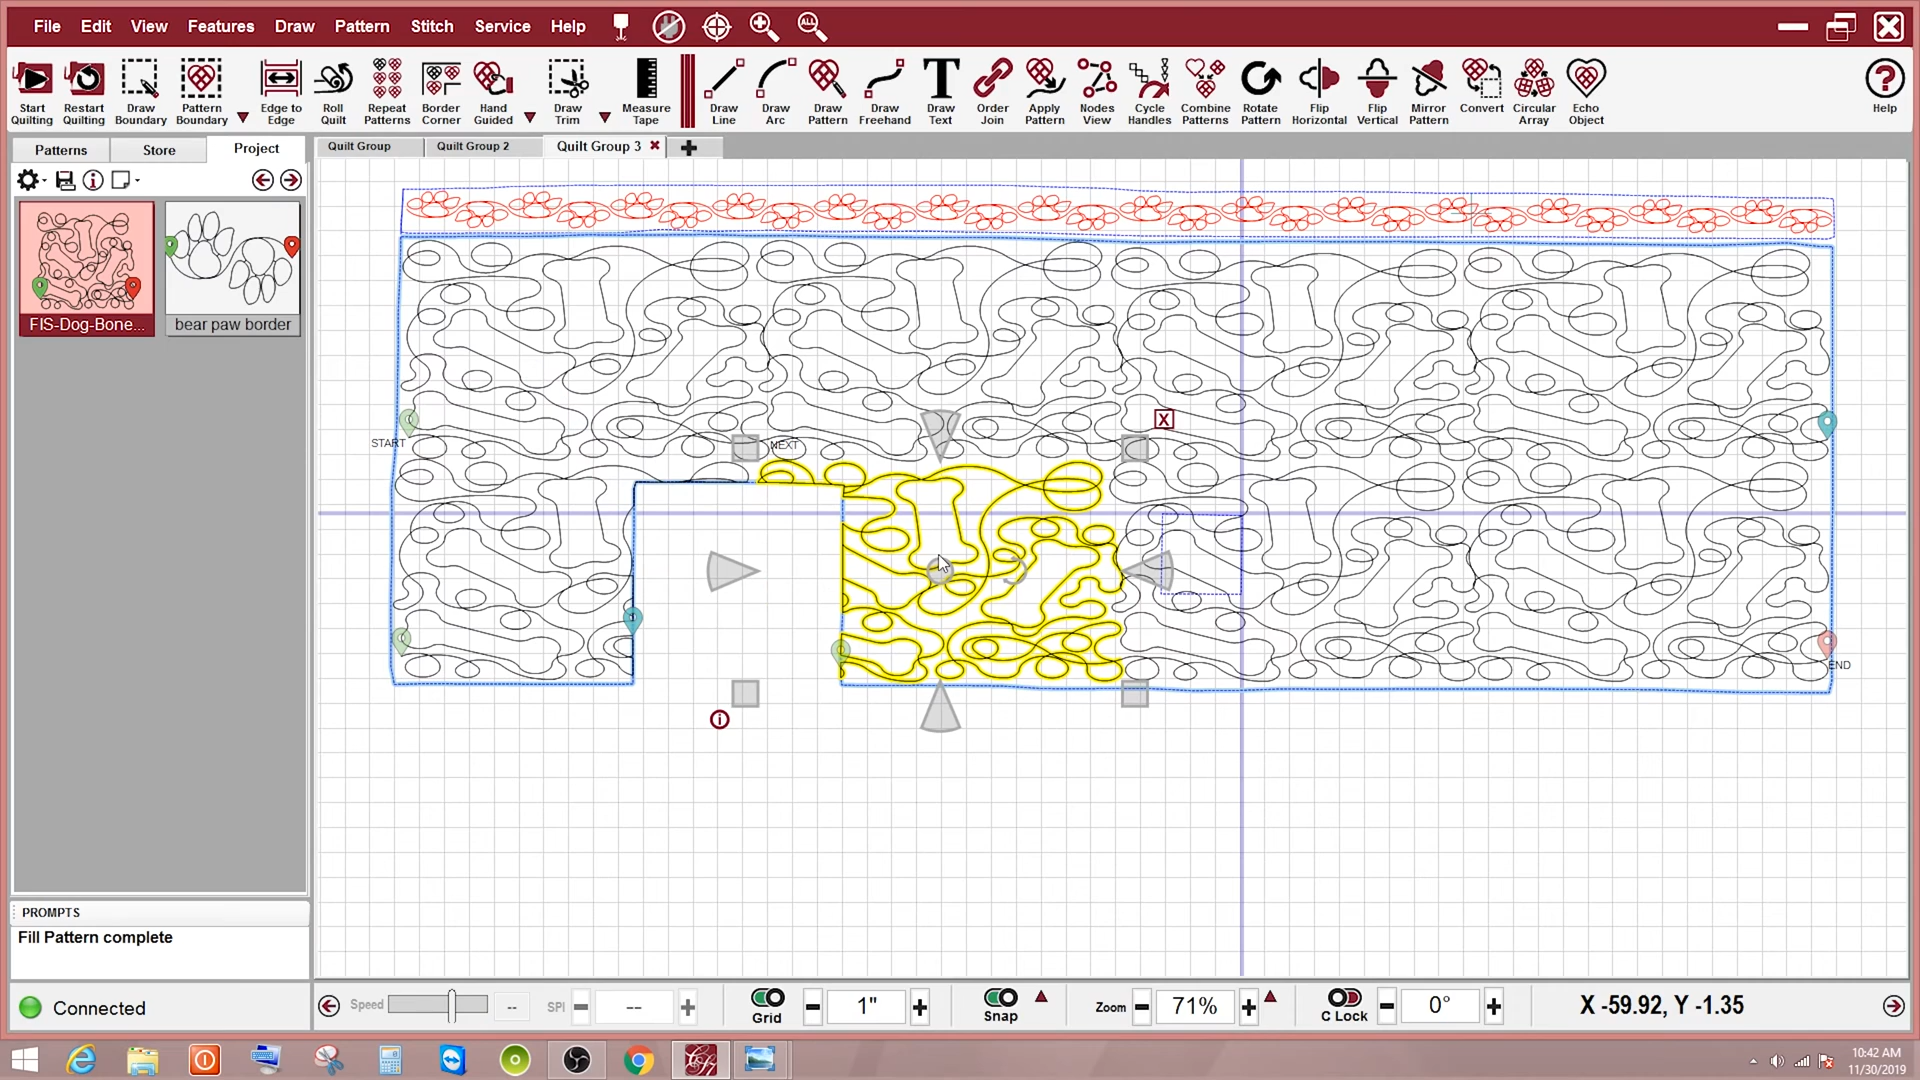 File Edit View Features Draw Pattern Stitch Service Help ALL
Start Quilting
Restart Quilting
Draw Boundary
Pattern Boundary
Edge to Edge
Roll Quilt
Repeat Patterns
Border Corner
Hand Guided
Draw Trim
Measure Tape
Draw Line
Draw Arc
Draw Pattern
Draw Freehand
Draw Text
Order Join
Apply Pattern
Nodes View
Cycle Handles
Combine Patterns
Rotate Pattern
Flip Horizontal
Flip Vertical
Mirror Pattern
Convert
Circular Array
Echo Object
Help
Patterns Store Project
Quilt Group Quilt Group 2 Quilt Group 3
FIS-Dog-Bone... bear paw border
START
NEXT
X
END
PROMPTS
Fill Pattern complete
Connected
Speed -- SPI --
Grid 1"
Snap
Zoom 71%
C Lock 0°
X -59.92, Y -1.35
10:42 AM
11/30/2019